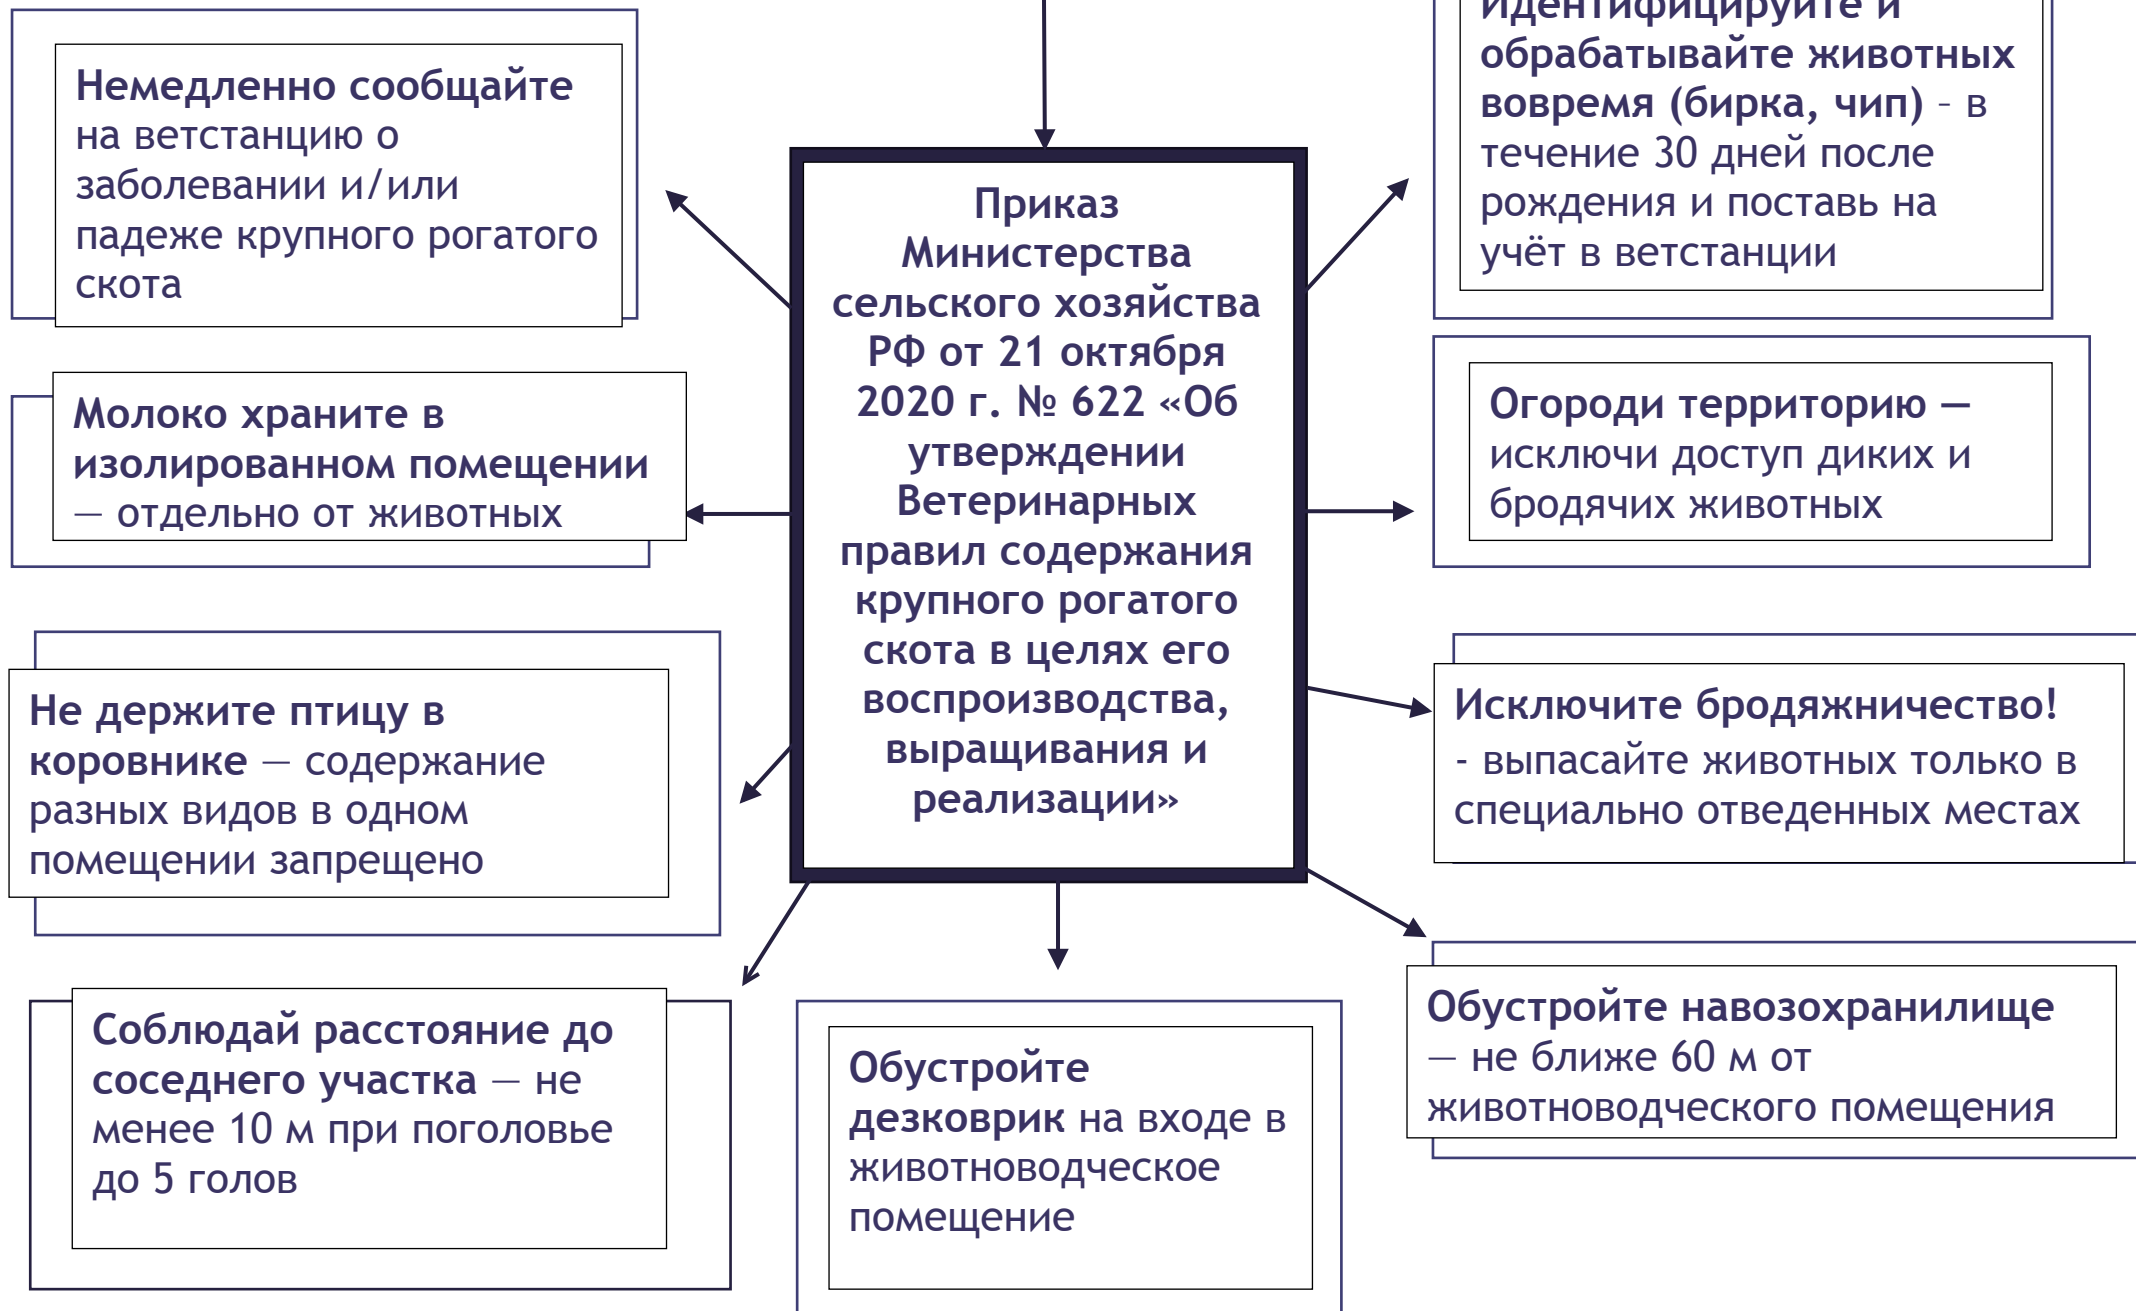 Немедленно сообщайте
на ветстанцию о
заболевании и/или
падеже крупного рогатого
скота
Молоко храните в
изолированном помещении
— отдельно от животных
Не держите птицу в
коровнике — содержание
разных видов в одном
помещении запрещено
Соблюдай расстояние до
соседнего участка — не
менее 10 м при поголовье
до 5 голов
Приказ
Министерства
сельского хозяйства
РФ от 21 октября
2020 г. № 622 «Об
утверждении
Ветеринарных
правил содержания
крупного рогатого
скота в целях его
воспроизводства,
выращивания и
реализации»
Обустройте
дезковрик на входе в
животноводческое
помещение
Идентифицируйте и
обрабатывайте животных
вовремя (бирка, чип) - в
течение 30 дней после
рождения и поставь на
учёт в ветстанции
Огороди территорию —
исключи доступ диких и
бродячих животных
Исключите бродяжничество!
- выпасайте животных только в
специально отведенных местах
Обустройте навозохранилище
— не ближе 60 м от
животноводческого помещения